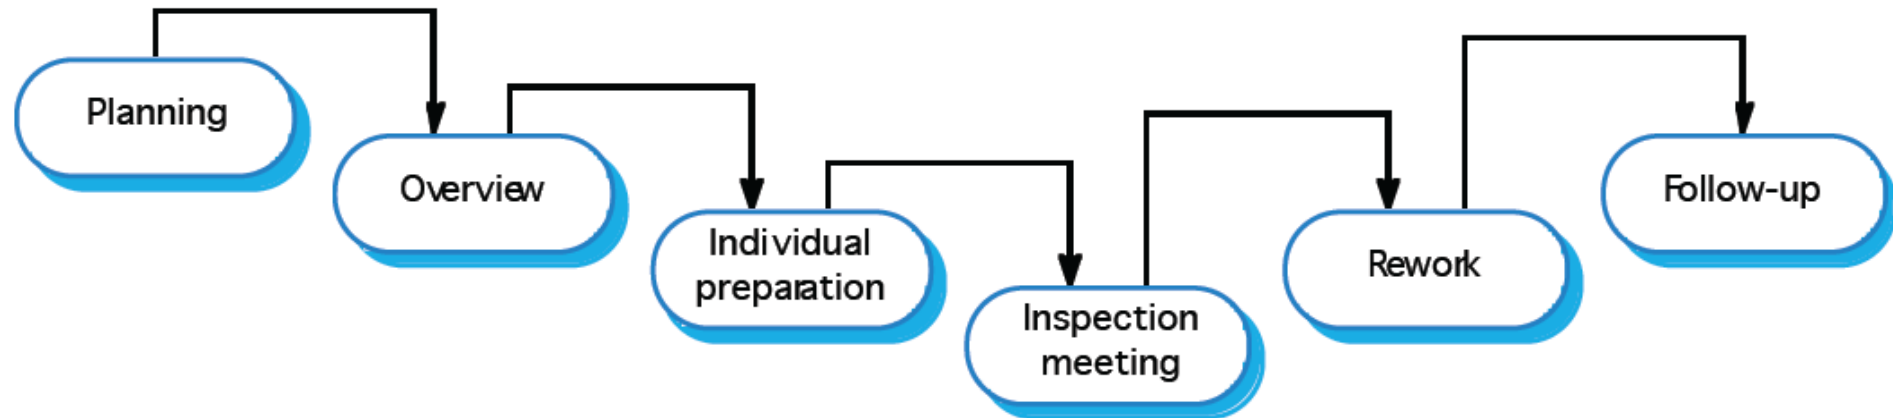 Planning
Overview
Individual
preparation
Inspection
meeting
Rework
Follow-up